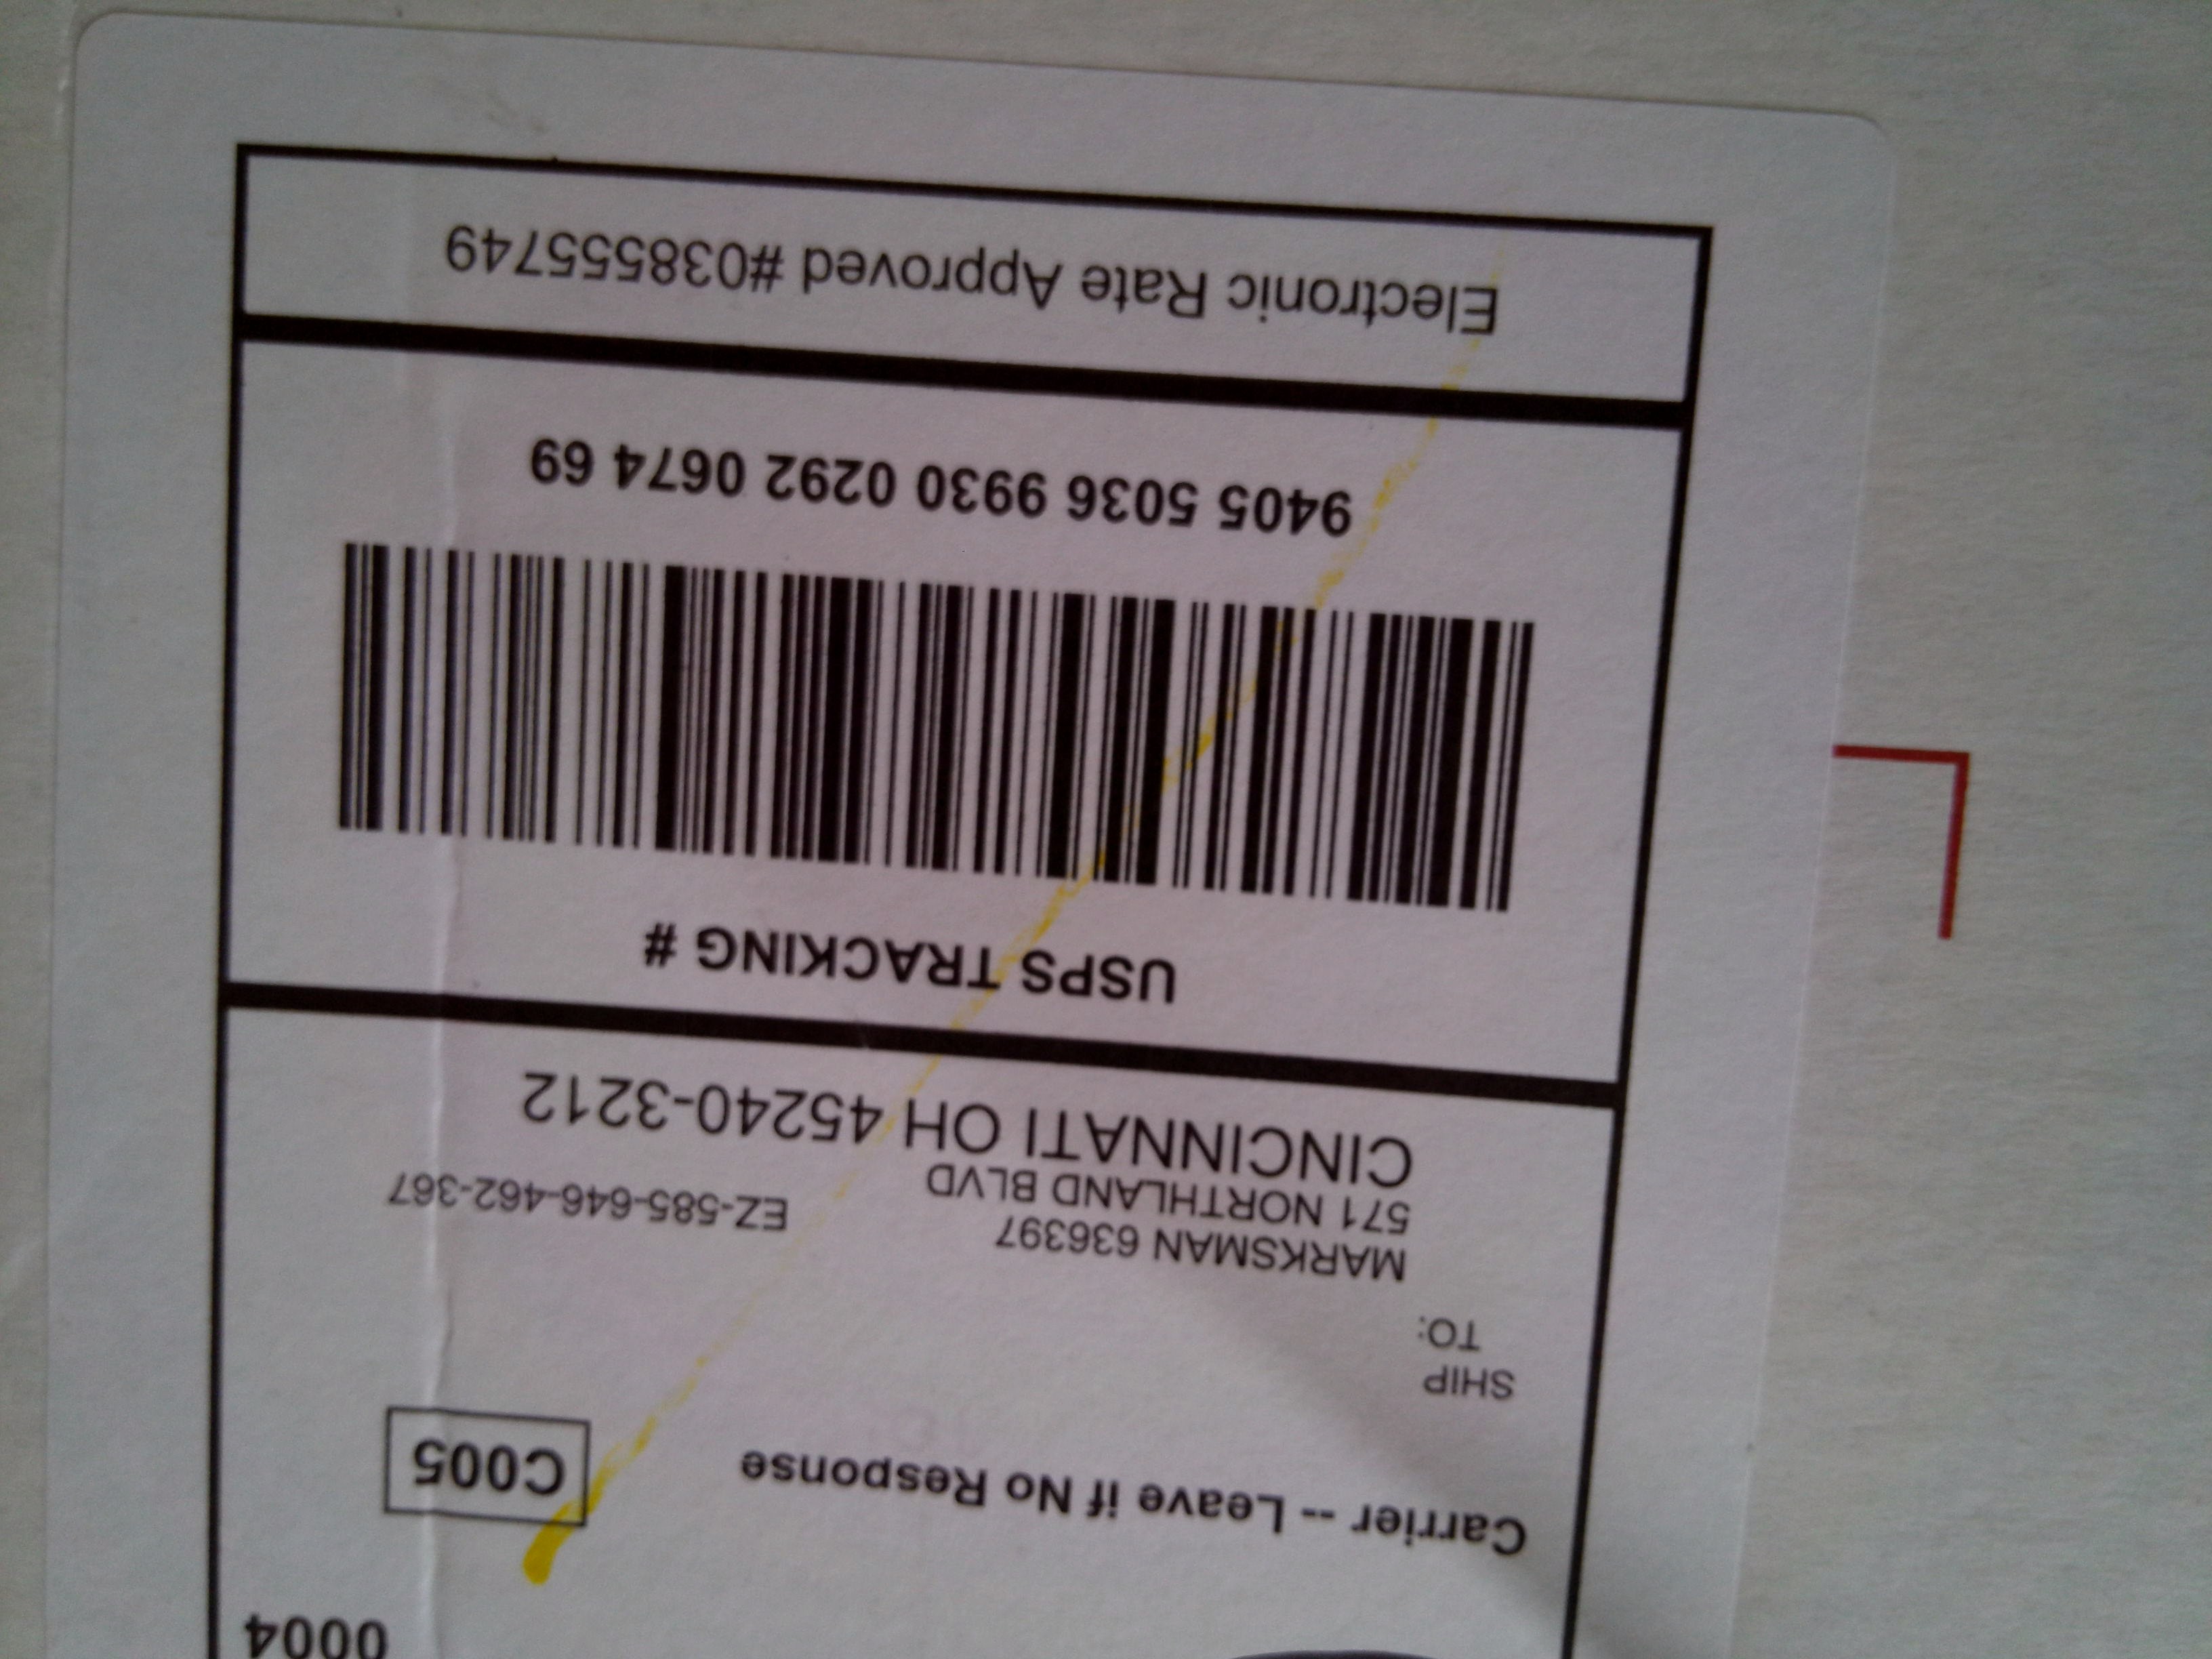 0004
C005
Carrier -- Leave if No Response
SHIP
TO:
MARKSMAN 636397
571 NORTHLAND BLVD
EZ-585-646-462-367
CINCINNATI OH 45240-3212
USPS TRACKING #
9405 5036 9930 0292 0674 69
Electronic Rate Approved #038555749